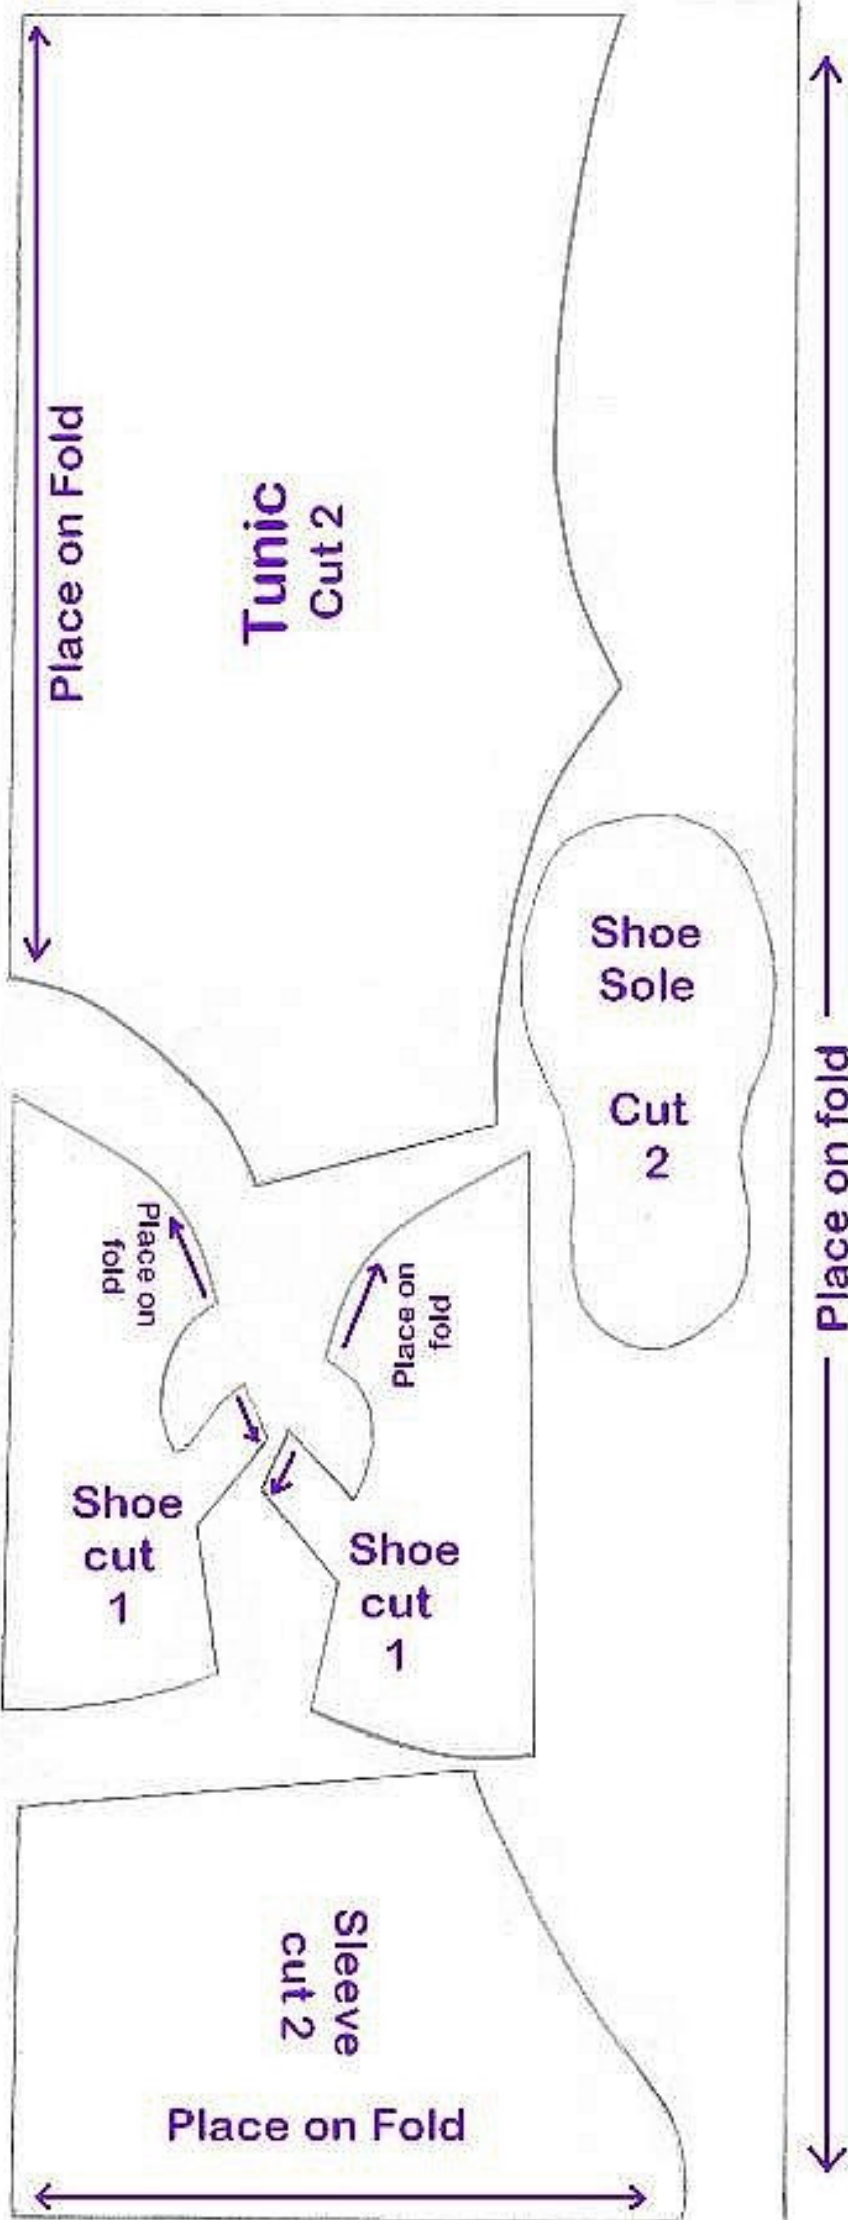 Place on Fold
Tunic
Cut 2
Shoe
Sole
Cut
2
Place on fold
Place on
fold
Place on
fold
Shoe
cut
1
Shoe
cut
1
Sleeve
cut 2
Place on Fold